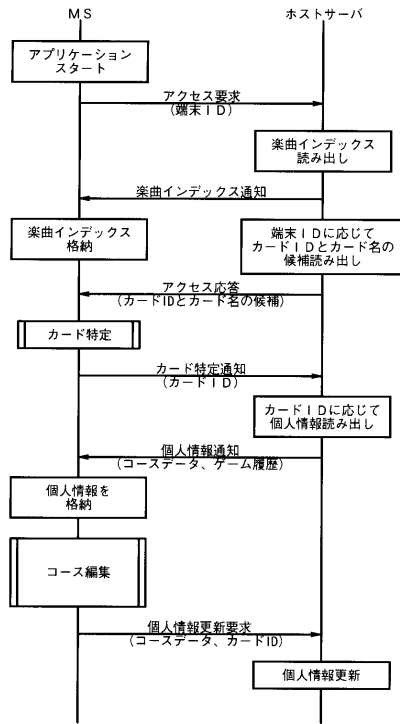 MS
ホストサーバ
アプリケーション
スタート
アクセス要求
(端末ID)
楽曲インデックス
読み出し
楽曲インデックス通知
楽曲インデックス
格納
端末IDに応じて
カードIDとカード名の
候補読み出し
アクセス応答
(カードIDとカード名の候補)
カード特定
カード特定通知
(カードID)
カードIDに応じて
個人情報読み出し
個人情報通知
(コースデータ、ゲーム履歴)
個人情報を
格納
コース編集
個人情報更新要求
(コースデータ、カードID)
個人情報更新